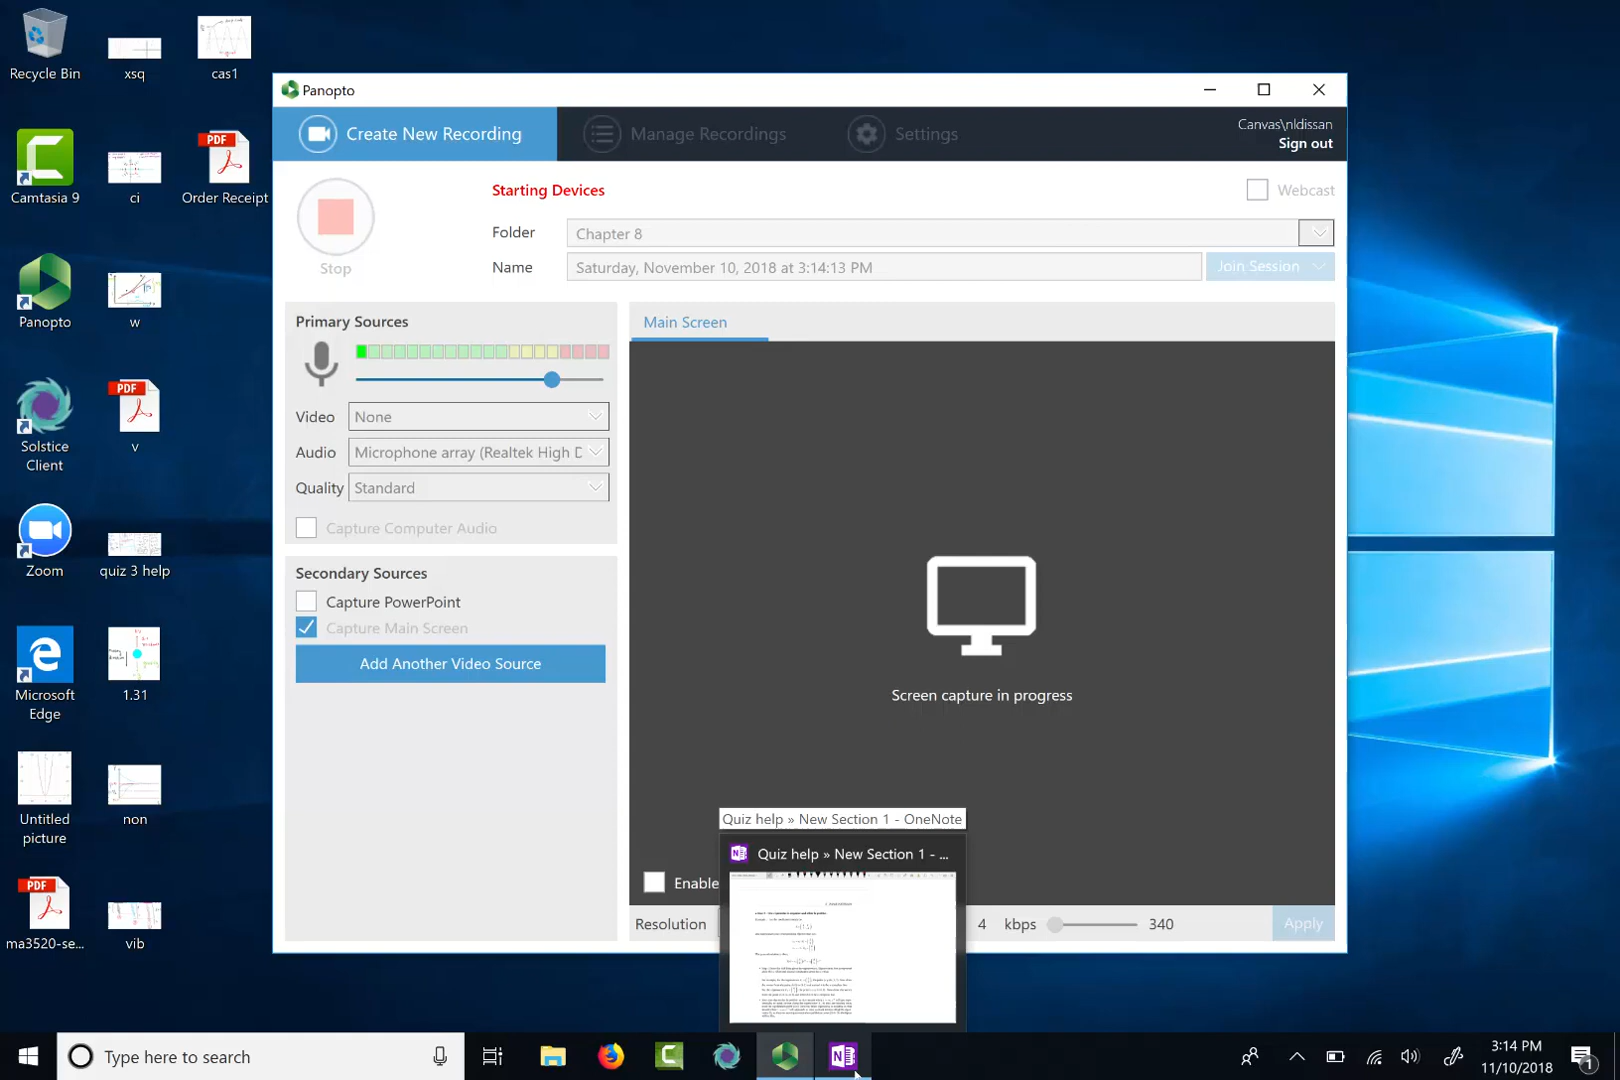 Recycle Bin
xsq
cas1
Camtasia 9
ci
PDF
Order Receipt
Panopto
w
Solstice
Client
PDF
v
Zoom
quiz 3 help
Microsoft
Edge
1.31
Untitled
picture
non
PDF
ma3520-se...
vib
Panopto
Create New Recording
Manage Recordings
Settings
Canvas\nldissan
Sign out
Stop
Starting Devices
Webcast
Folder
Chapter 8
Name
Saturday, November 10, 2018 at 3:14:13 PM
Join Session
Primary Sources
Video
None
Audio
Microphone array (Realtek High D
Quality
Standard
Capture Computer Audio
Secondary Sources
Capture PowerPoint
Capture Main Screen
Add Another Video Source
Main Screen
Screen capture in progress
Enable
Resolution
4
kbps
340
Apply
Quiz help » New Section 1 - OneNote
Quiz help » New Section 1 - ...
Type here to search
3:14 PM
11/10/2018
1